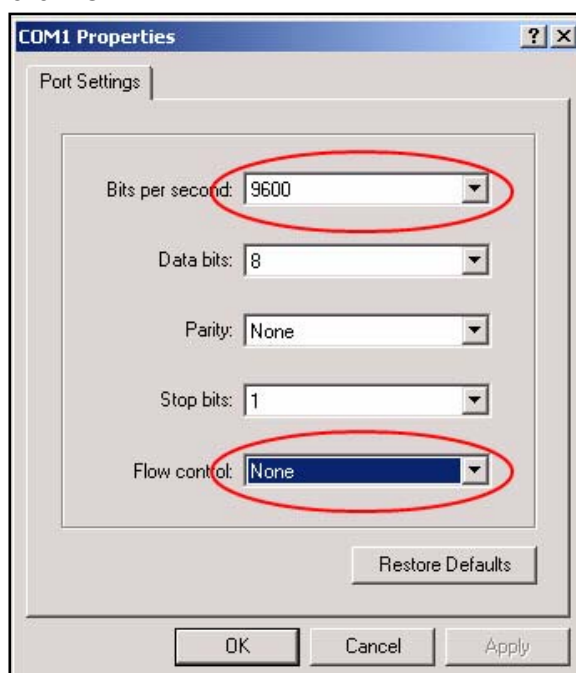 COM1 Properties
Port Settings
Bits per second: 9600
Data bits: 8
Parity: None
Stop bits: 1
Flow control: None
Restore Defaults
OK Cancel Apply